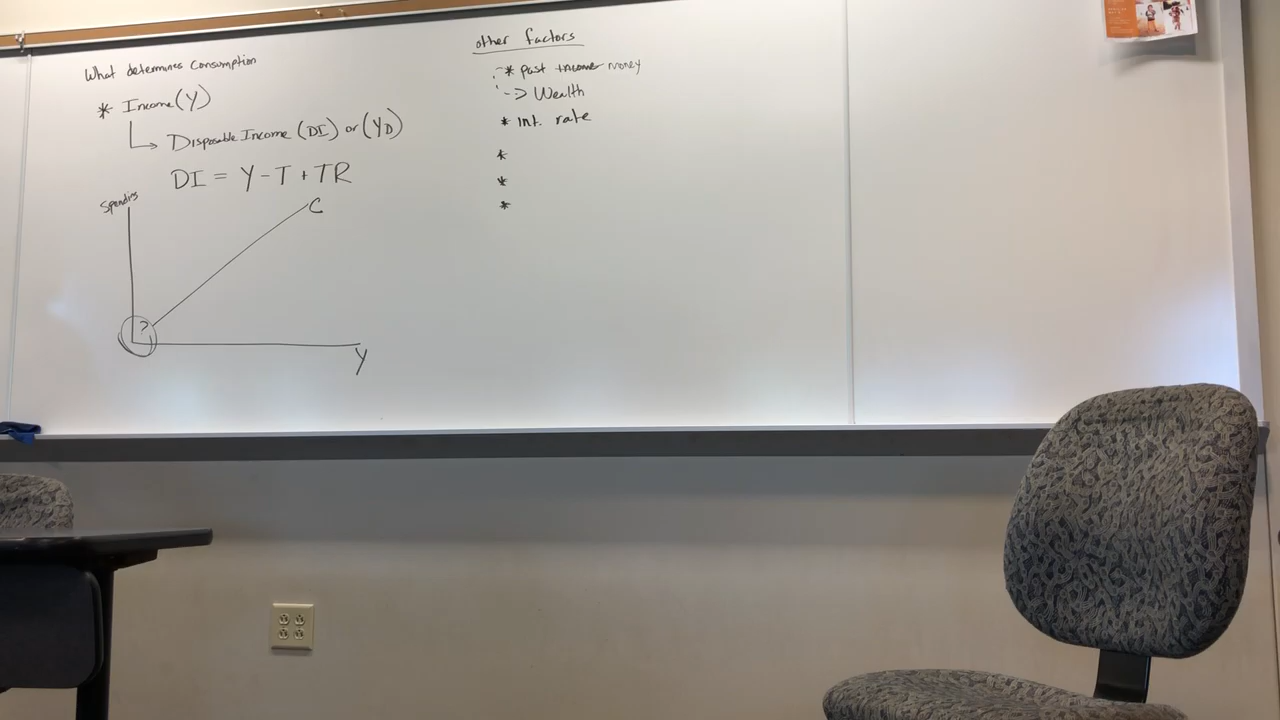 What determines Consumption
* Income (Y)
Disposable Income (DI) or (YD)
DI = Y - T + TR
Spending
C
?
Y
other factors
* past income money
-> Wealth
* Int. rate
*
*
*